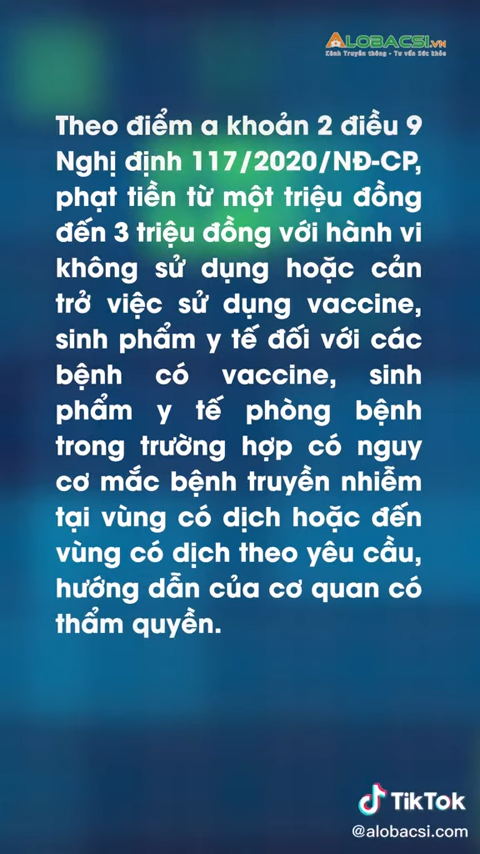 ALOBACSI.VN
Kênh Truyền thông - Tư vấn Sức khỏe
Theo điểm a khoản 2 điều 9
Nghị định 117/2020/NĐ-CP,
phạt tiền từ một triệu đồng
đến 3 triệu đồng với hành vi
không sử dụng hoặc cản
trở việc sử dụng vaccine,
sinh phẩm y tế đối với các
bệnh có vaccine, sinh
phẩm y tế phòng bệnh
trong trường hợp có nguy
cơ mắc bệnh truyền nhiễm
tại vùng có dịch hoặc đến
vùng có dịch theo yêu cầu,
hướng dẫn của cơ quan có
thẩm quyền.
TikTok
@alobacsi.com